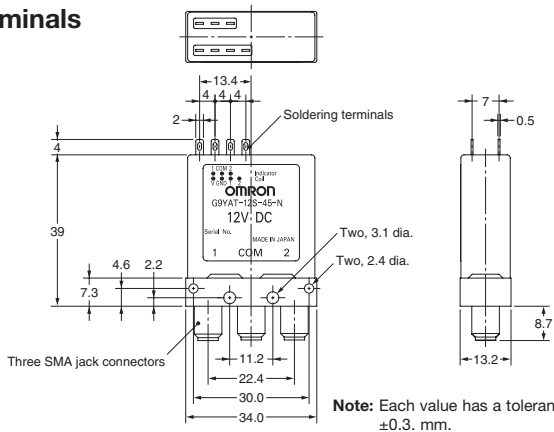 minals
13.4
4 4 4
2
4
Soldering terminals
7
0.5
1 COM 2
Indicator
V GND 1 2
Coil
OMRON
G9YAT-12S-45-N
12V DC
Serial No.
MADE IN JAPAN
1 COM 2
39
4.6
2.2
7.3
Two, 3.1 dia.
Two, 2.4 dia.
Three SMA jack connectors
11.2
22.4
30.0
34.0
8.7
13.2
Note: Each value has a toleran
±0.3. mm.